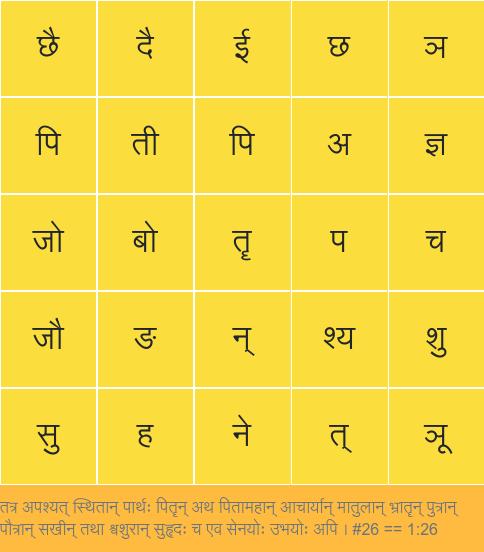 छै दै ई छ ञ
पि ती पि अ ज्ञ
जो बो तृ प च
जौ ङ न् श्य शु
सु ह ने त् ञू
तत्र अपश्यत् स्थितान् पार्थः पितृन् अथ पितामहान् आचार्यान् मातुलान् भ्रातृन् पुत्रान्
पौत्रान् सखीन् तथा श्वशुरान् सुहृदः च एव सेनयोः उभयोः अपि । #26 == 1:26